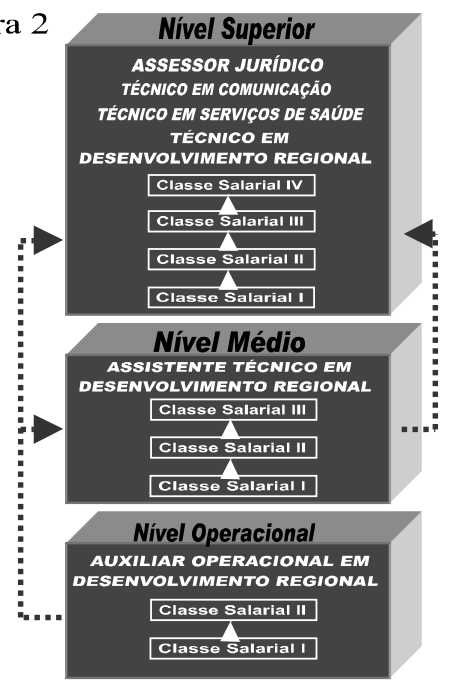 ra 2
Nível Superior
ASSESSOR JURÍDICO
TÉCNICO EM COMUNICAÇÃO
TÉCNICO EM SERVIÇOS DE SAÚDE
TÉCNICO EM
DESENVOLVIMENTO REGIONAL
Classe Salarial IV
Classe Salarial III
Classe Salarial II
Classe Salarial I
Nível Médio
ASSISTENTE TÉCNICO EM
DESENVOLVIMENTO REGIONAL
Classe Salarial III
Classe Salarial II
Classe Salarial I
Nível Operacional
AUXILIAR OPERACIONAL EM
DESENVOLVIMENTO REGIONAL
Classe Salarial II
Classe Salarial I